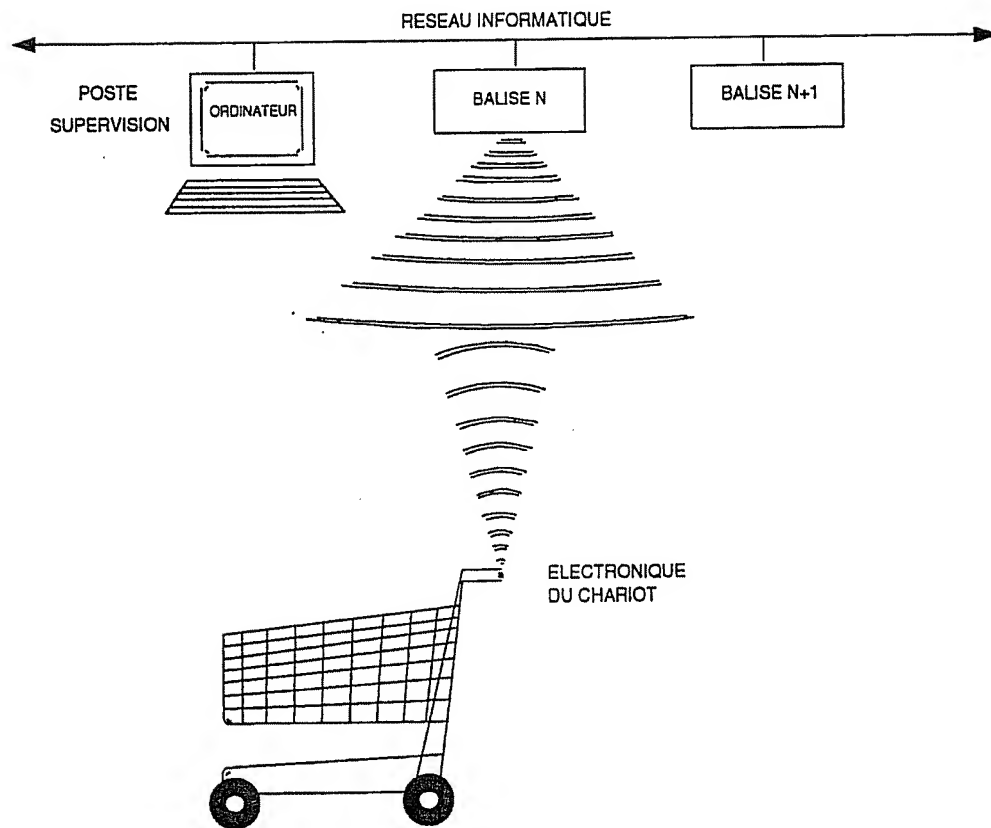 RESEAU INFORMATIQUE
POSTE
SUPERVISION
ORDINATEUR
BALISE N
BALISE N+1
ELECTRONIQUE
DU CHARIOT